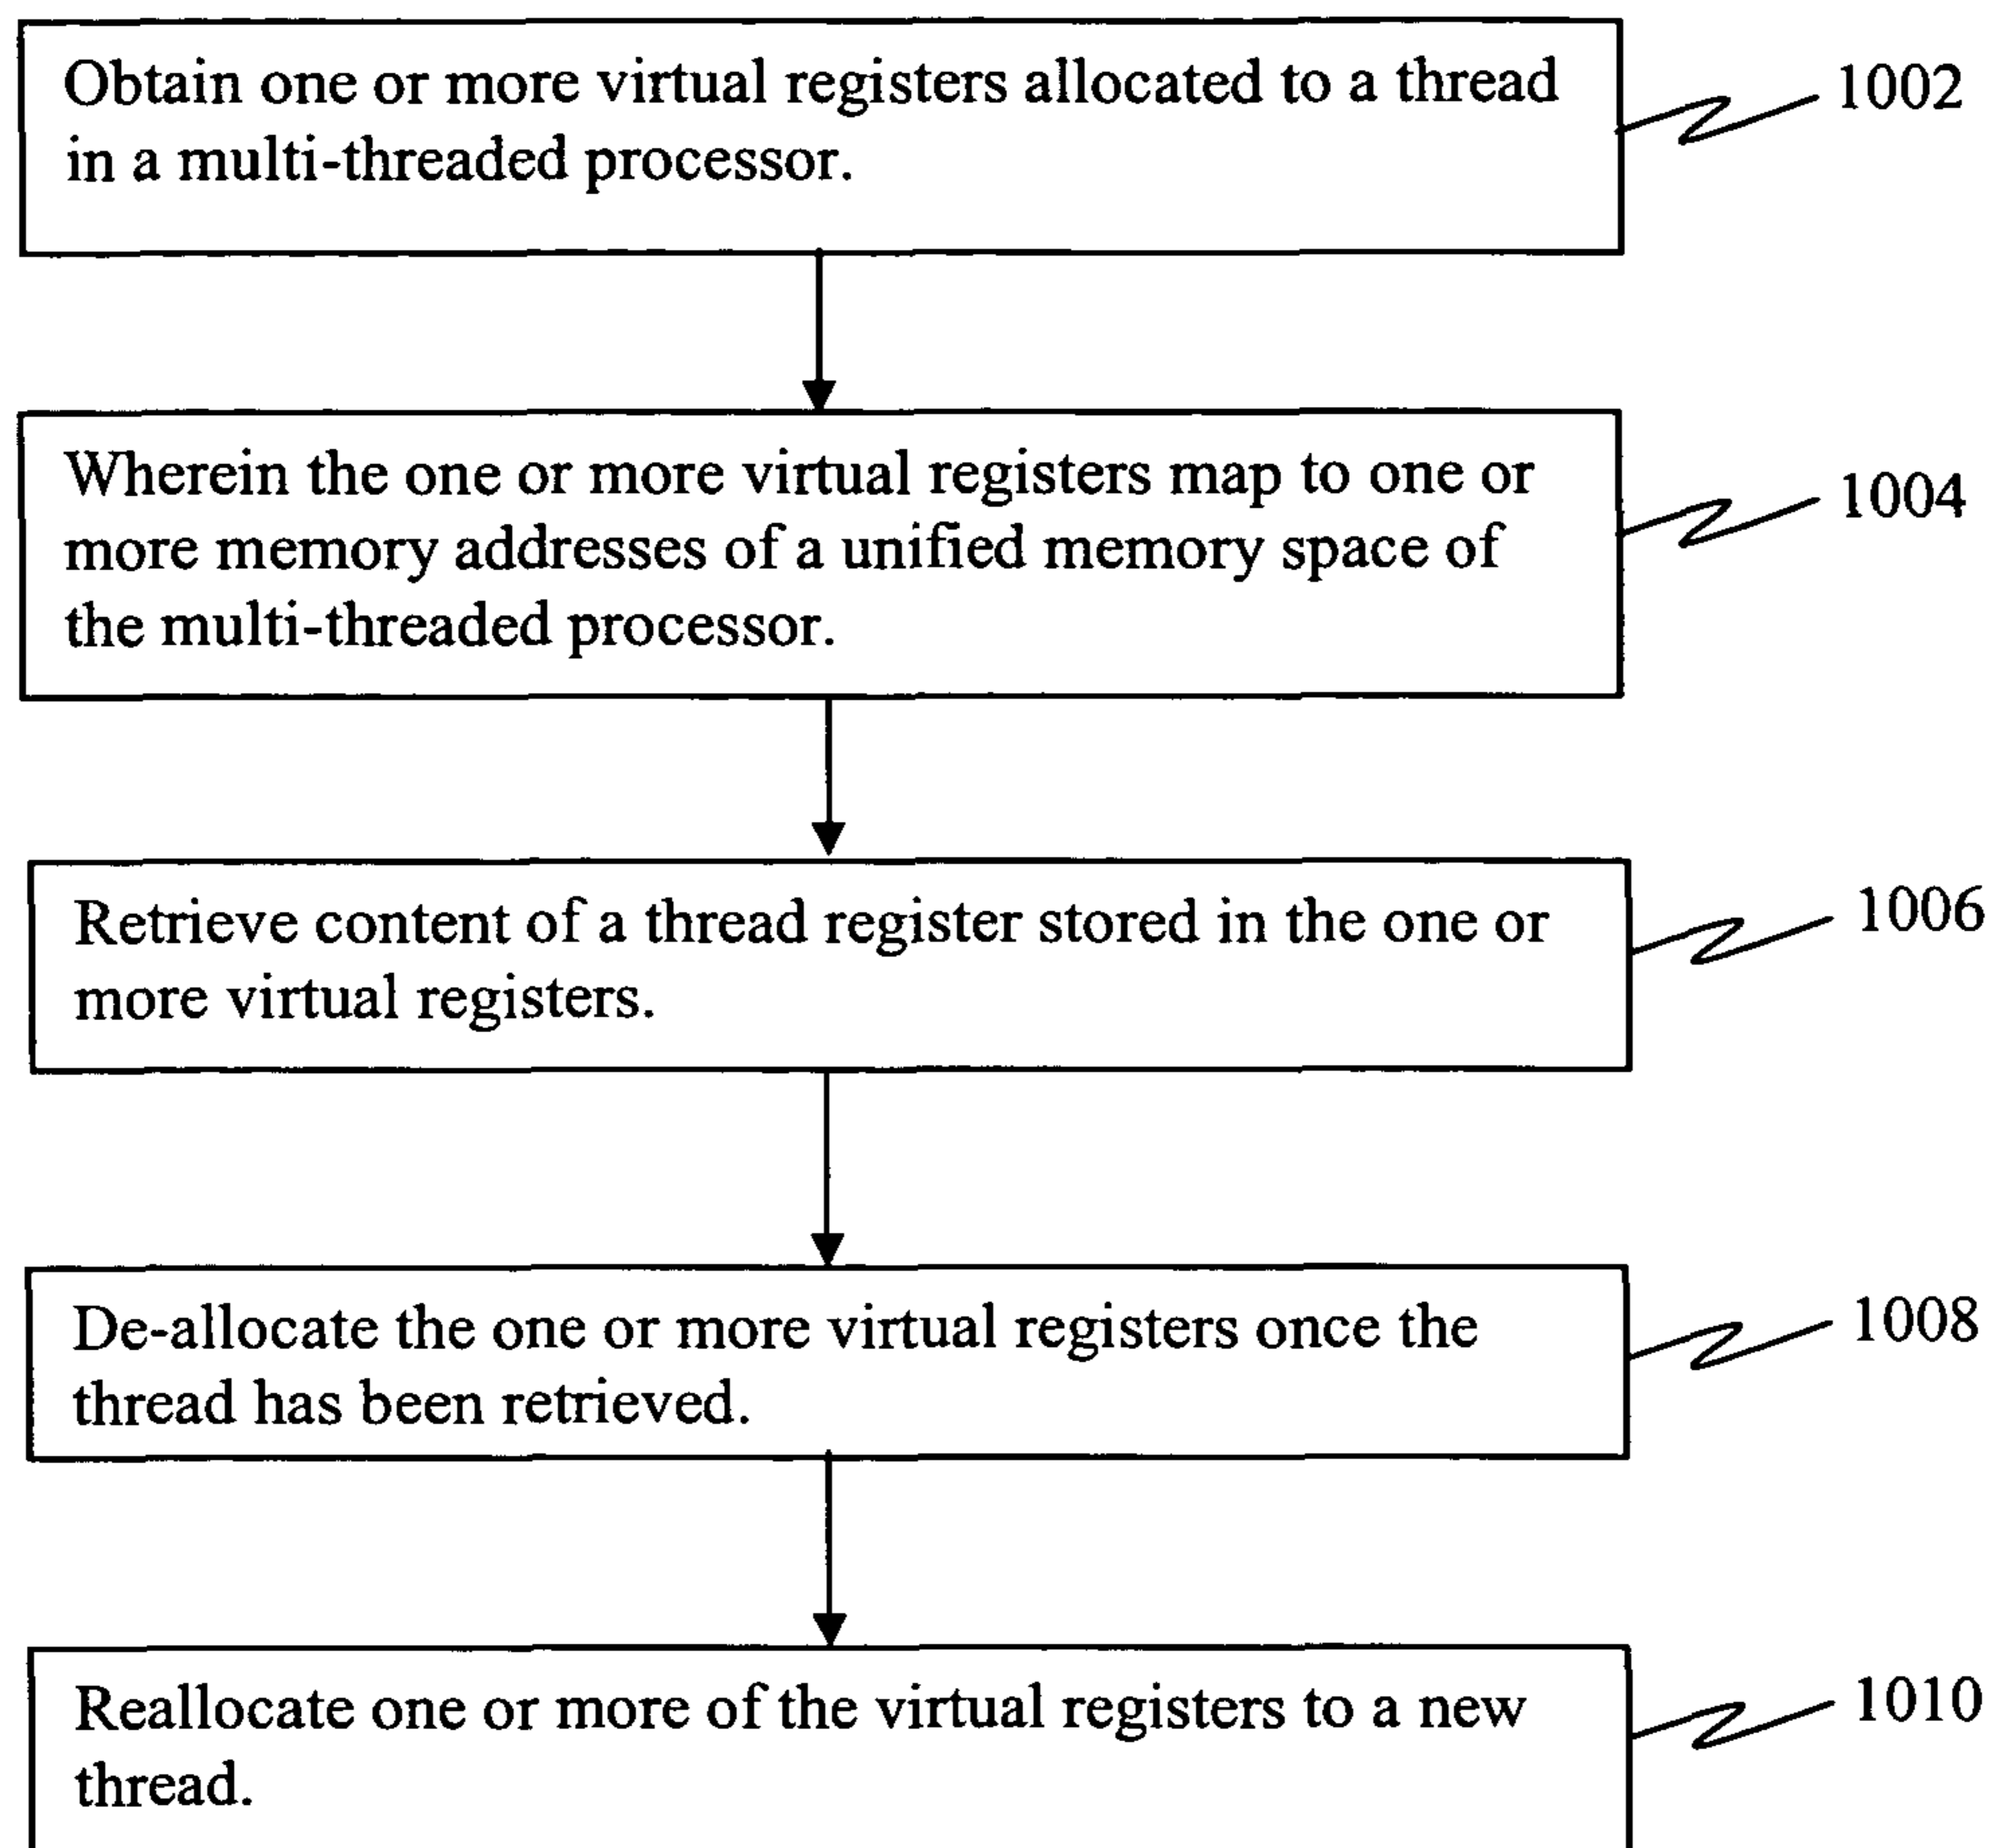 Obtain one or more virtual registers allocated to a thread
in a multi-threaded processor.
1002
Wherein the one or more virtual registers map to one or
more memory addresses of a unified memory space of
the multi-threaded processor.
1004
Retrieve content of a thread register stored in the one or
more virtual registers.
1006
De-allocate the one or more virtual registers once the
thread has been retrieved.
1008
Reallocate one or more of the virtual registers to a new
thread.
1010